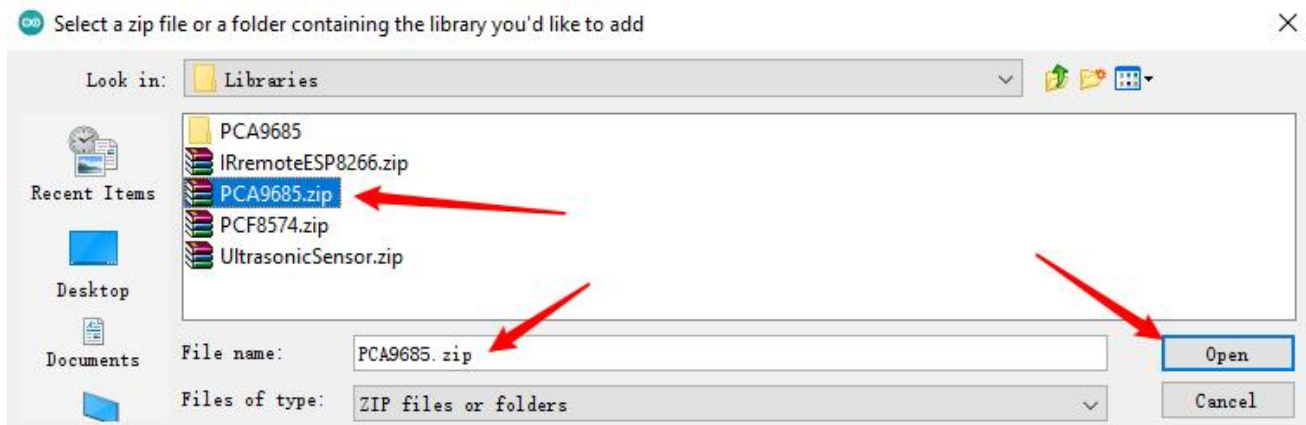 Select a zip file or a folder containing the library you'd like to add
Look in: Libraries
PCA9685
IRremoteESP8266.zip
PCA9685.zip
PCF8574.zip
UltrasonicSensor.zip
Recent Items
Desktop
Documents
File name: PCA9685.zip
Open
Files of type: ZIP files or folders
Cancel